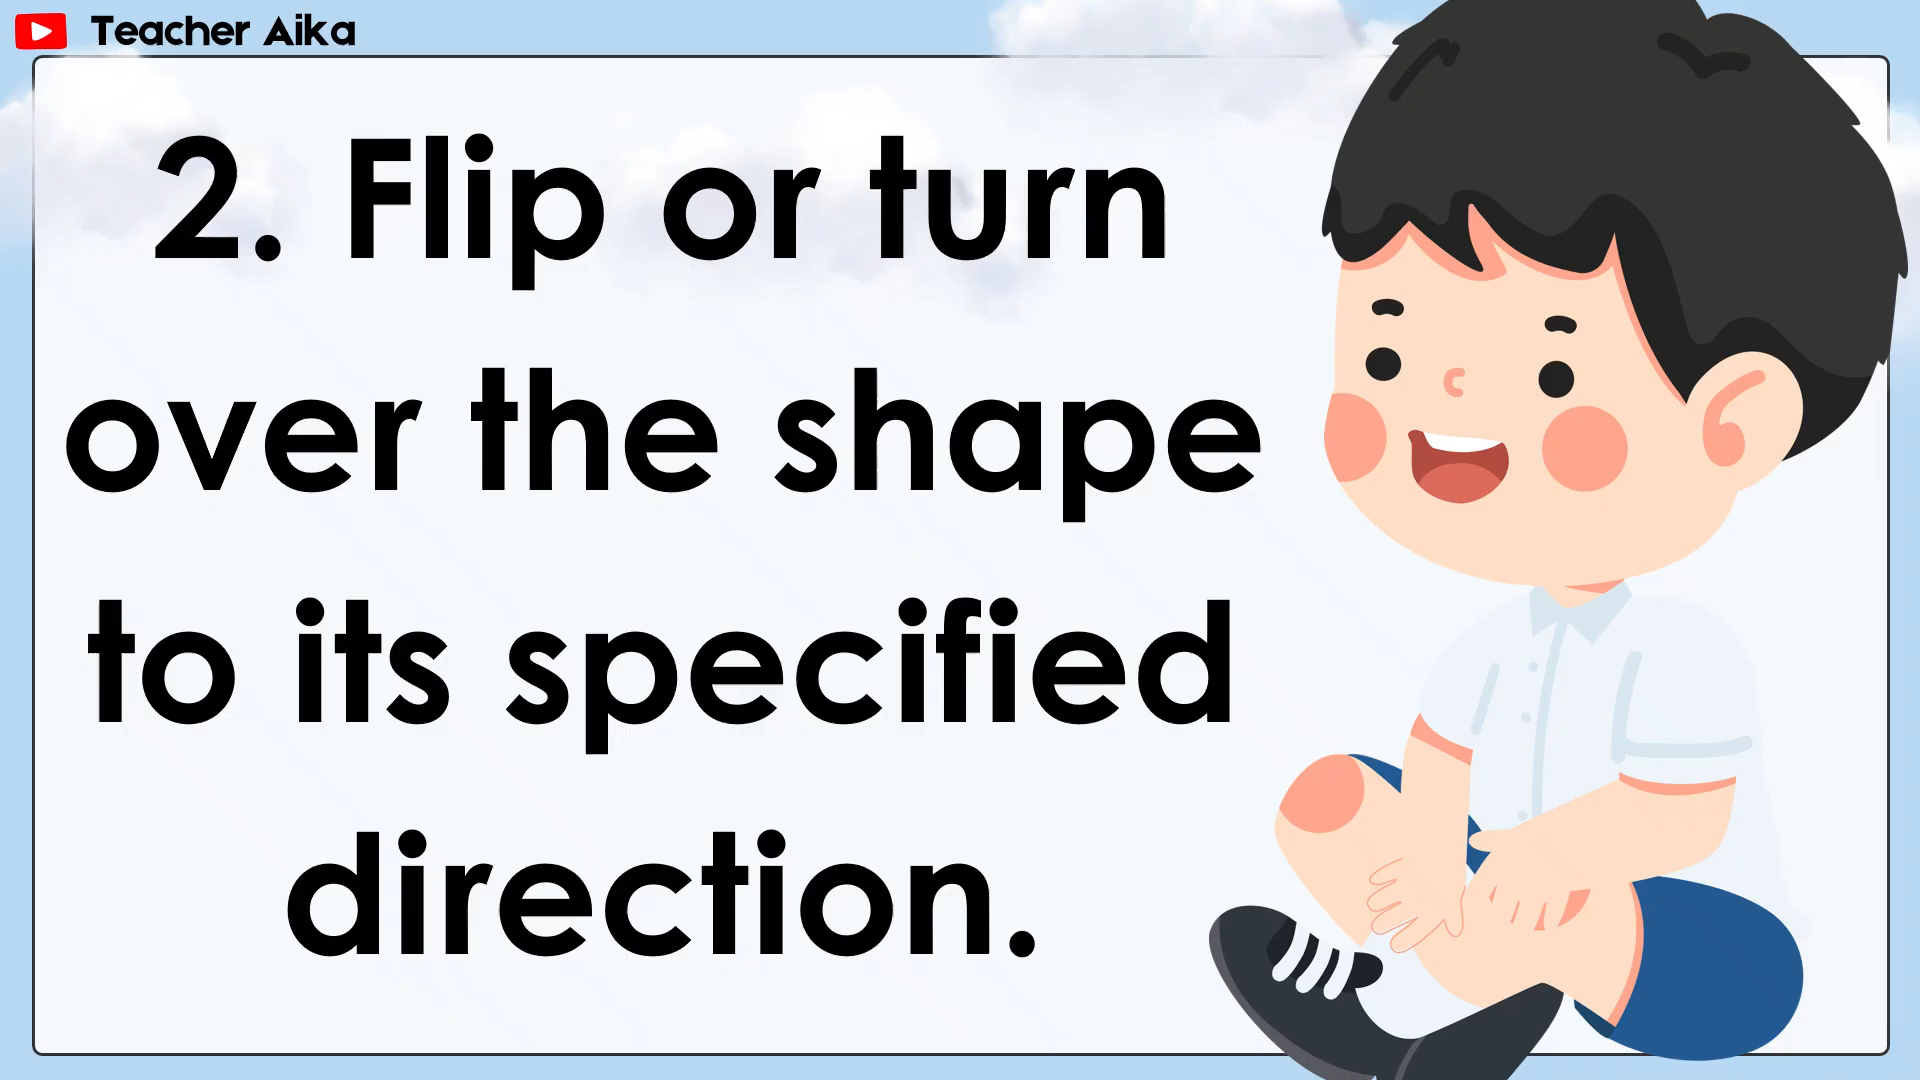 Teacher Aika
2. Flip or turn
over the shape
to its specified
direction.